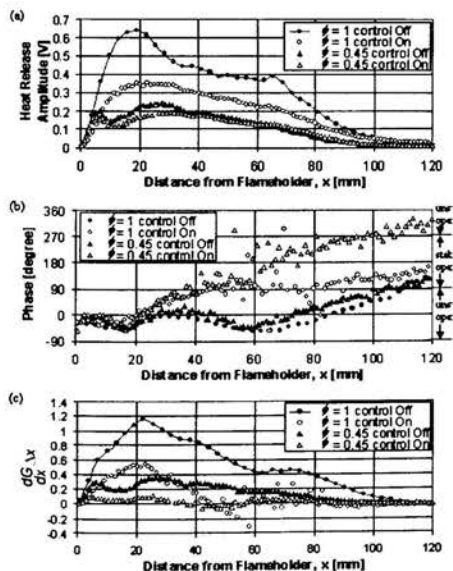 (a)
Heat Release
Amplitude [V]
0.7
0.6
0.5
0.4
0.3
0.2
0.1
0
ϕ = 1 control Off
ϕ = 1 control On
ϕ = 0.45 control Off
ϕ = 0.45 control On
0 20 40 60 80 100 120
Distance from Flameholder, x [mm]
(b)
Phase [degree]
360
270
180
90
0
-90
ϕ = 1 control Off
ϕ = 1 control On
ϕ = 0.45 control Off
ϕ = 0.45 control On
0 20 40 60 80 100 120
Distance from Flameholder, x [mm]
(c)
dG/dx Δx
1.4
1.2
1
0.8
0.6
0.4
0.2
0
-0.2
-0.4
ϕ = 1 control Off
ϕ = 1 control On
ϕ = 0.45 control Off
ϕ = 0.45 control On
0 20 40 60 80 100 120
Distance from Flameholder, x [mm]